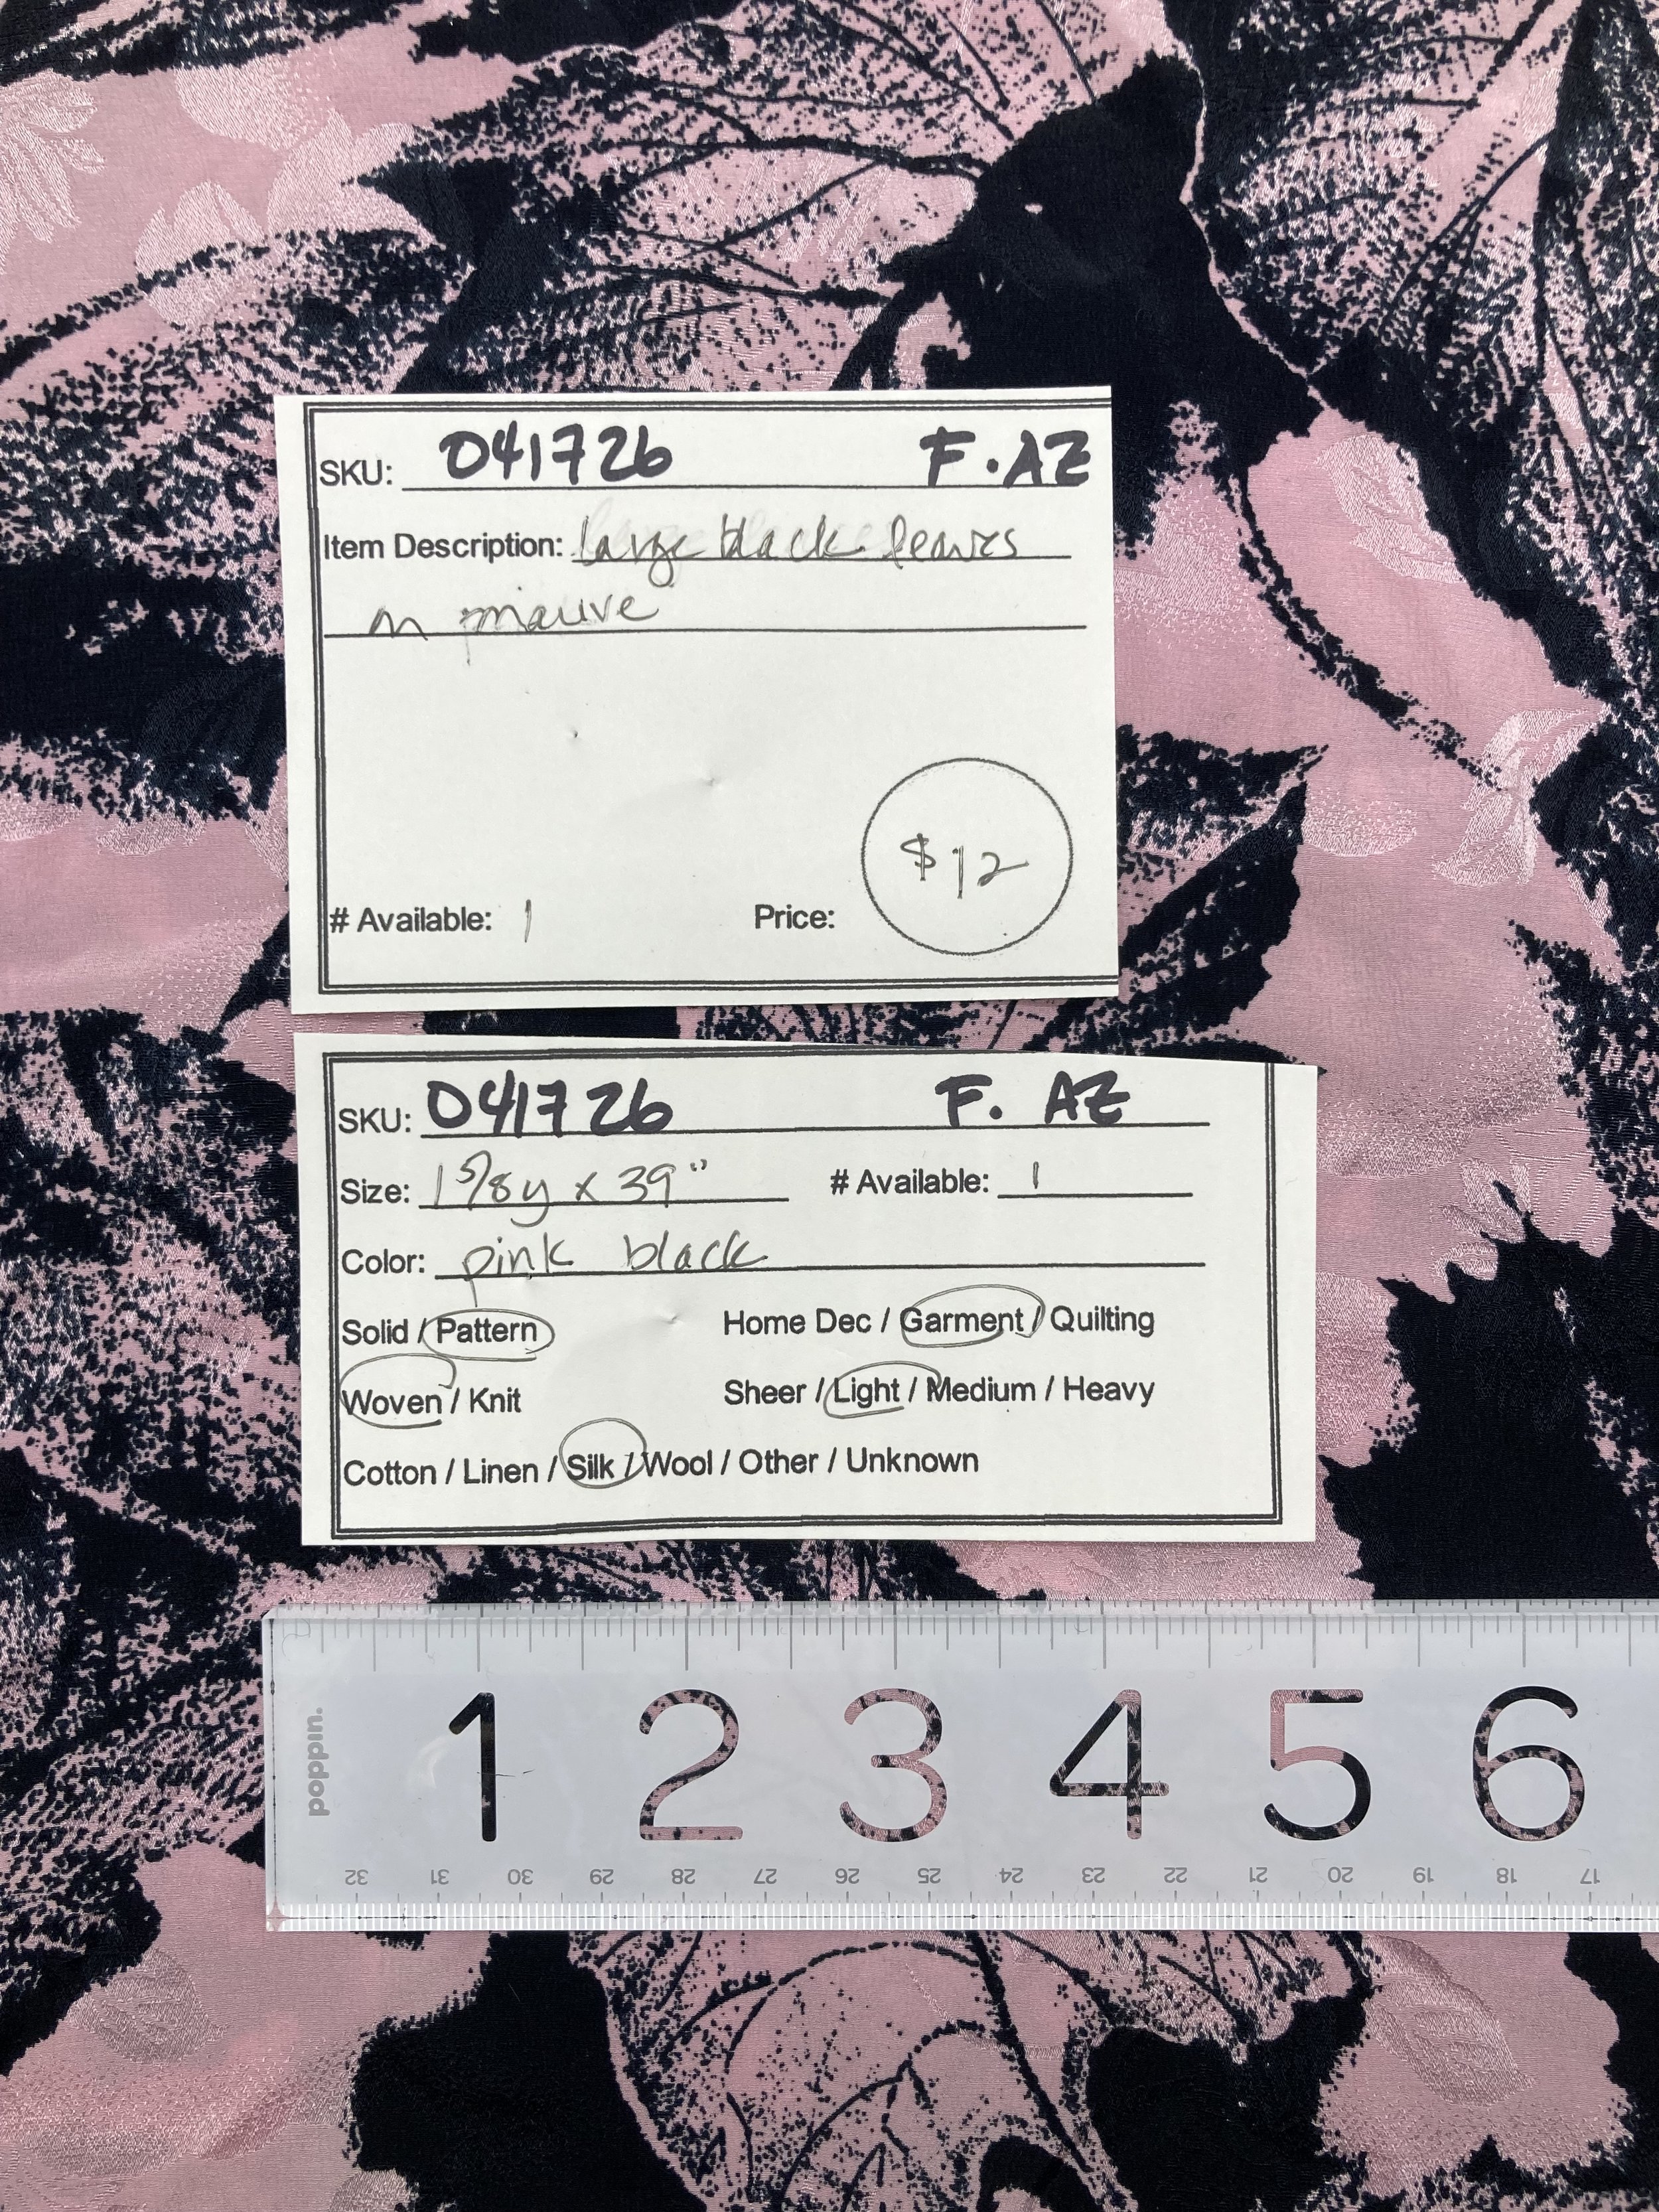 SKU: 041726 F.AZ
Item Description: large black leaves
on mauve
$12
# Available: 1 Price:
SKU: 041726 F. AZ
Size: 1 5/8y x 39" # Available: 1
Color: pink black
Solid / Pattern Home Dec / Garment / Quilting
Woven / Knit Sheer / Light / Medium / Heavy
Cotton / Linen / Silk / Wool / Other / Unknown
poppin.
1 2 3 4 5 6
32 31 30 29 28 27 26 25 24 23 22 21 20 19 18 17